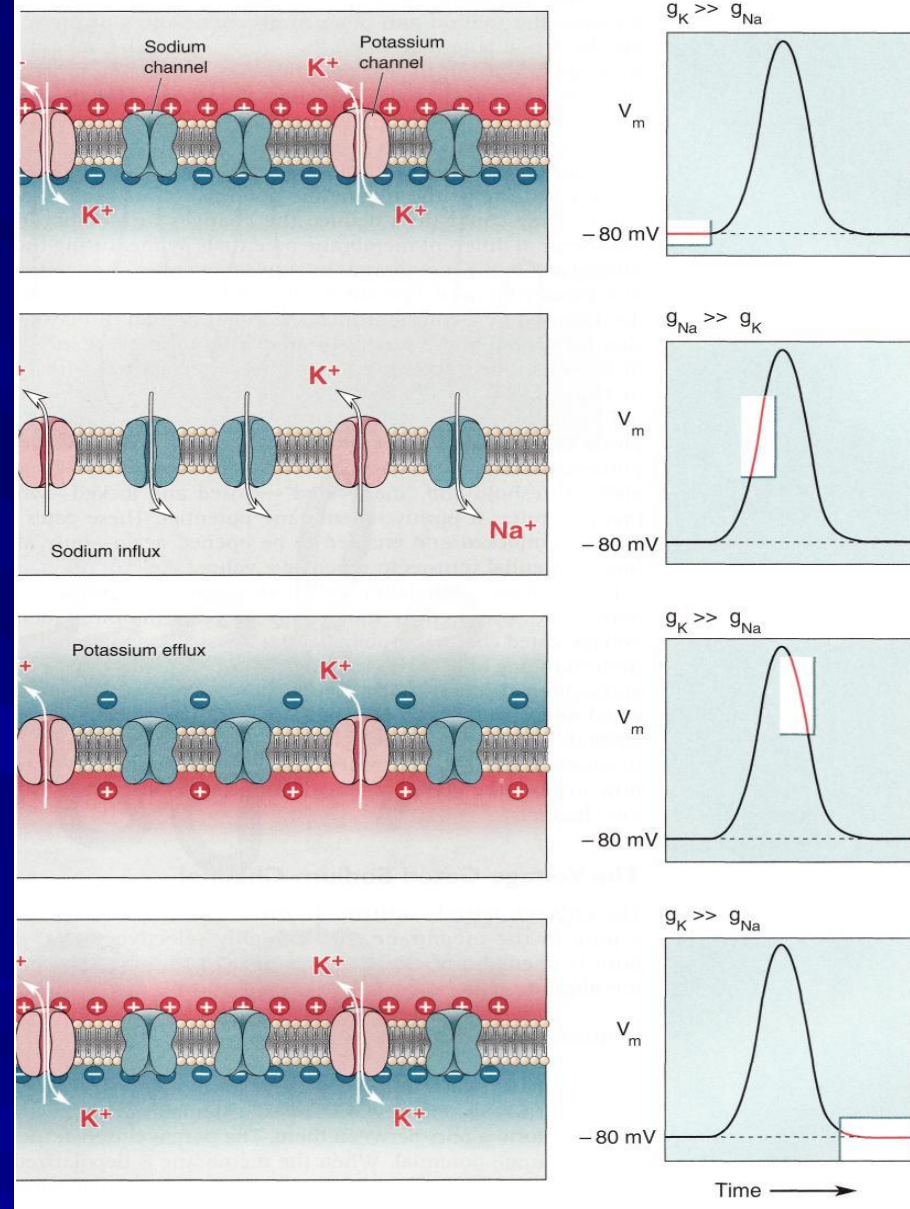 g_K >> g_Na
Sodium channel
Potassium channel
+
K+
K+
K+
V_m
−80 mV
g_Na >> g_K
+
K+
Na+
Sodium influx
V_m
−80 mV
g_K >> g_Na
Potassium efflux
+
K+
V_m
−80 mV
g_K >> g_Na
+
K+
K+
K+
V_m
−80 mV
Time